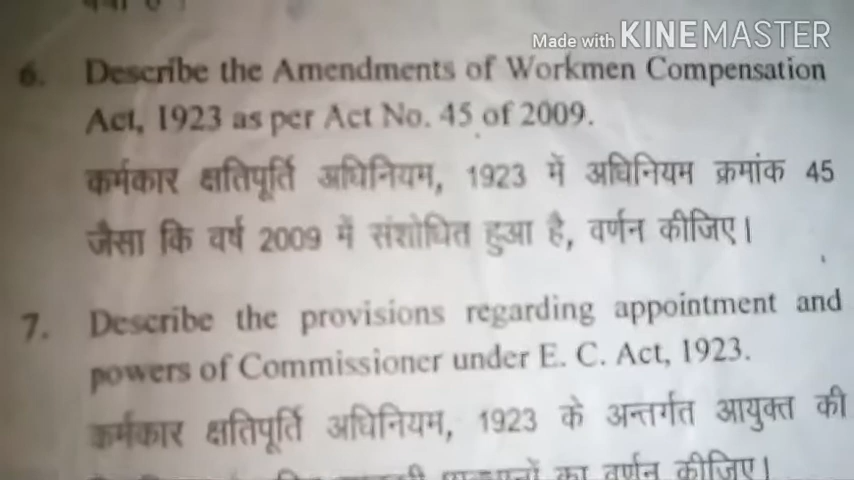 Made with KINEMASTER
6. Describe the Amendments of Workmen Compensation
Act, 1923 as per Act No. 45 of 2009.
कर्मकार क्षतिपूर्ति अधिनियम, 1923 में अधिनियम क्रमांक 45
जैसा कि वर्ष 2009 में संशोधित हुआ है, वर्णन कीजिए।
7. Describe the provisions regarding appointment and
powers of Commissioner under E. C. Act, 1923.
कर्मकार क्षतिपूर्ति अधिनियम, 1923 के अन्तर्गत आयुक्त की
का वर्णन कीजिए।